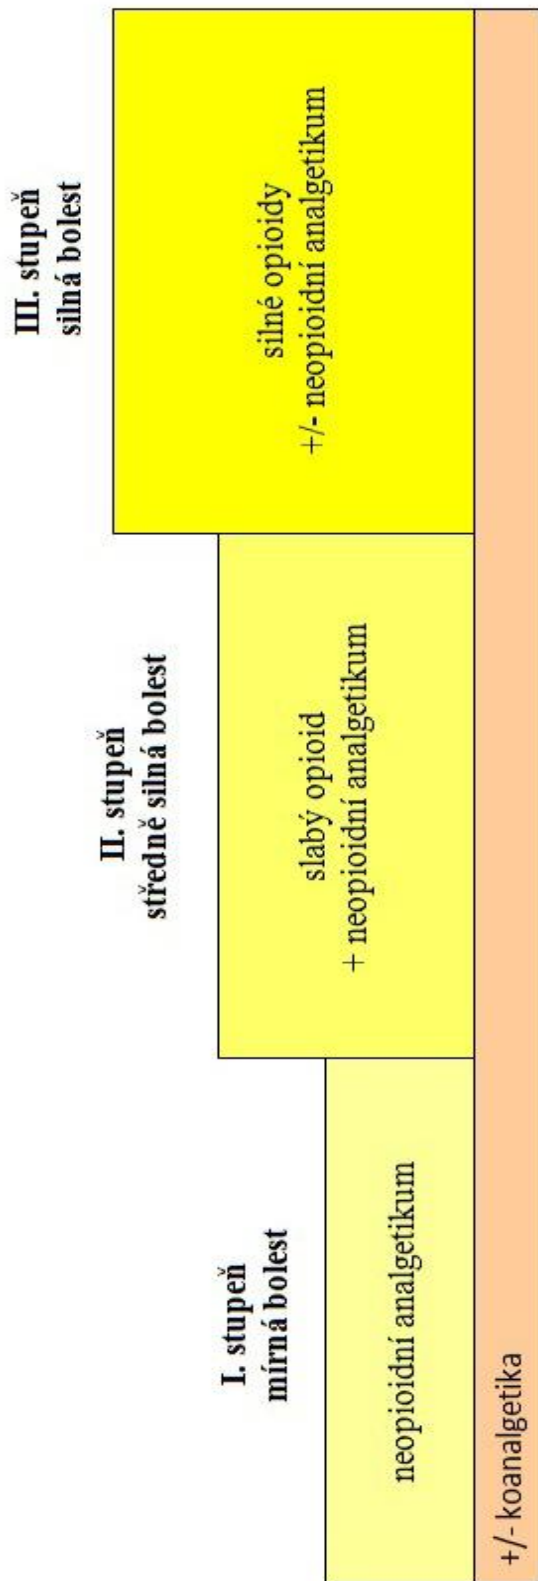 I. stupeň
mírná bolest
neopioidní analgetikum
II. stupeň
středně silná bolest
slabý opioid
+ neopioidní analgetikum
III. stupeň
silná bolest
silné opioidy
+/- neopioidní analgetikum
+/- koanalgetika